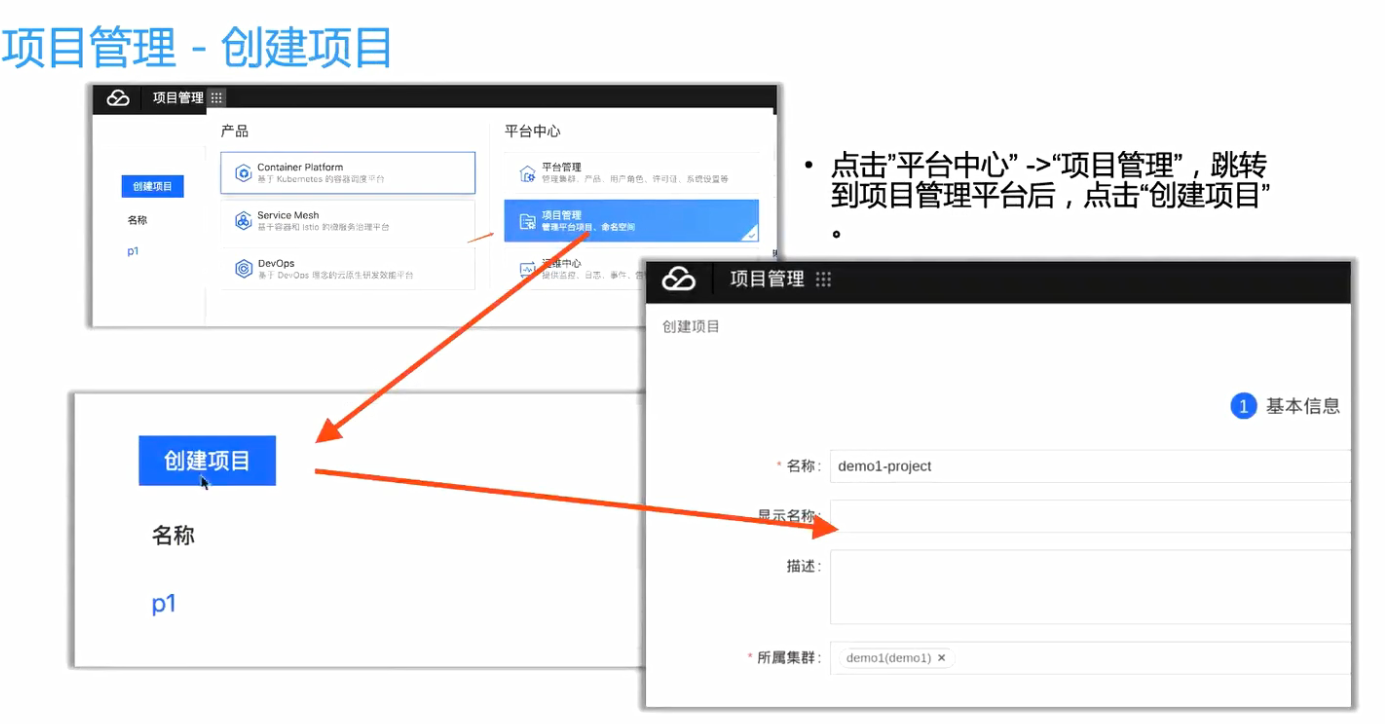 项目管理 - 创建项目
项目管理
产品
平台中心
创建项目
名称
p1
Container Platform
基于 Kubernetes 的容器调度平台
Service Mesh
基于容器和 Istio 的微服务治理平台
DevOps
基于 DevOps 理念的云原生研发效能平台
平台管理
管理集群、产品、用户角色、许可证、系统设置等
项目管理
管理平台项目、命名空间
运维中心
提供监控、日志、事件、
• 点击”平台中心” ->“项目管理”，跳转
到项目管理平台后，点击“创建项目”
。
创建项目
名称
p1
项目管理
创建项目
1 基本信息
* 名称： demo1-project
显示名称：
描述：
* 所属集群： demo1(demo1) ×